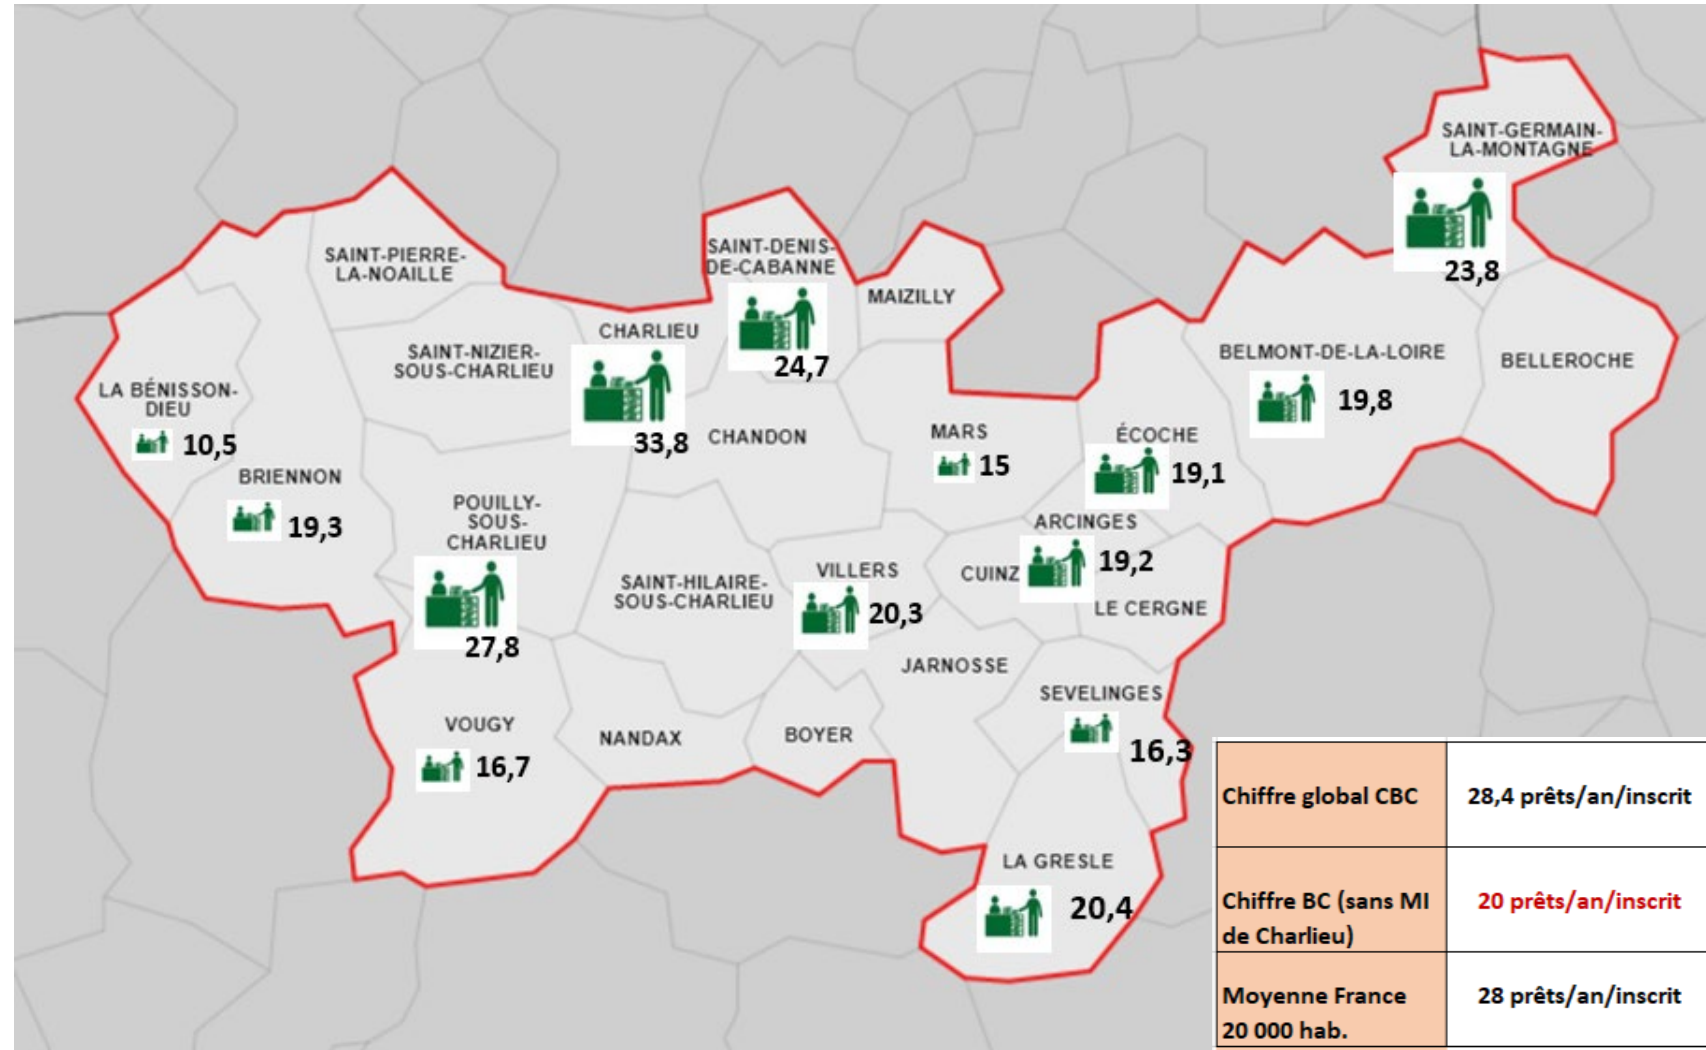 SAINT-GERMAIN-
LA-MONTAGNE
23,8
SAINT-PIERRE-
LA-NOAILLE
SAINT-DENIS-
DE-CABANNE
24,7
MAIZILLY
CHARLIEU
33,8
SAINT-NIZIER-
SOUS-CHARLIEU
BELMONT-DE-LA-LOIRE
19,8
BELLEROCHE
LA BÉNISSON-
DIEU
10,5
CHANDON
MARS
15
ÉCOCHE
19,1
BRIENNON
19,3
POUILLY-
SOUS-
CHARLIEU
27,8
ARCINGES
19,2
SAINT-HILAIRE-
SOUS-CHARLIEU
VILLERS
20,3
CUINZ
LE CERGNE
JARNOSSE
SEVELINGES
16,3
VOUGY
16,7
NANDAX
BOYER
LA GRESLE
20,4
Chiffre global CBC
28,4 prêts/an/inscrit
Chiffre BC (sans MI
de Charlieu)
20 prêts/an/inscrit
Moyenne France
20 000 hab.
28 prêts/an/inscrit